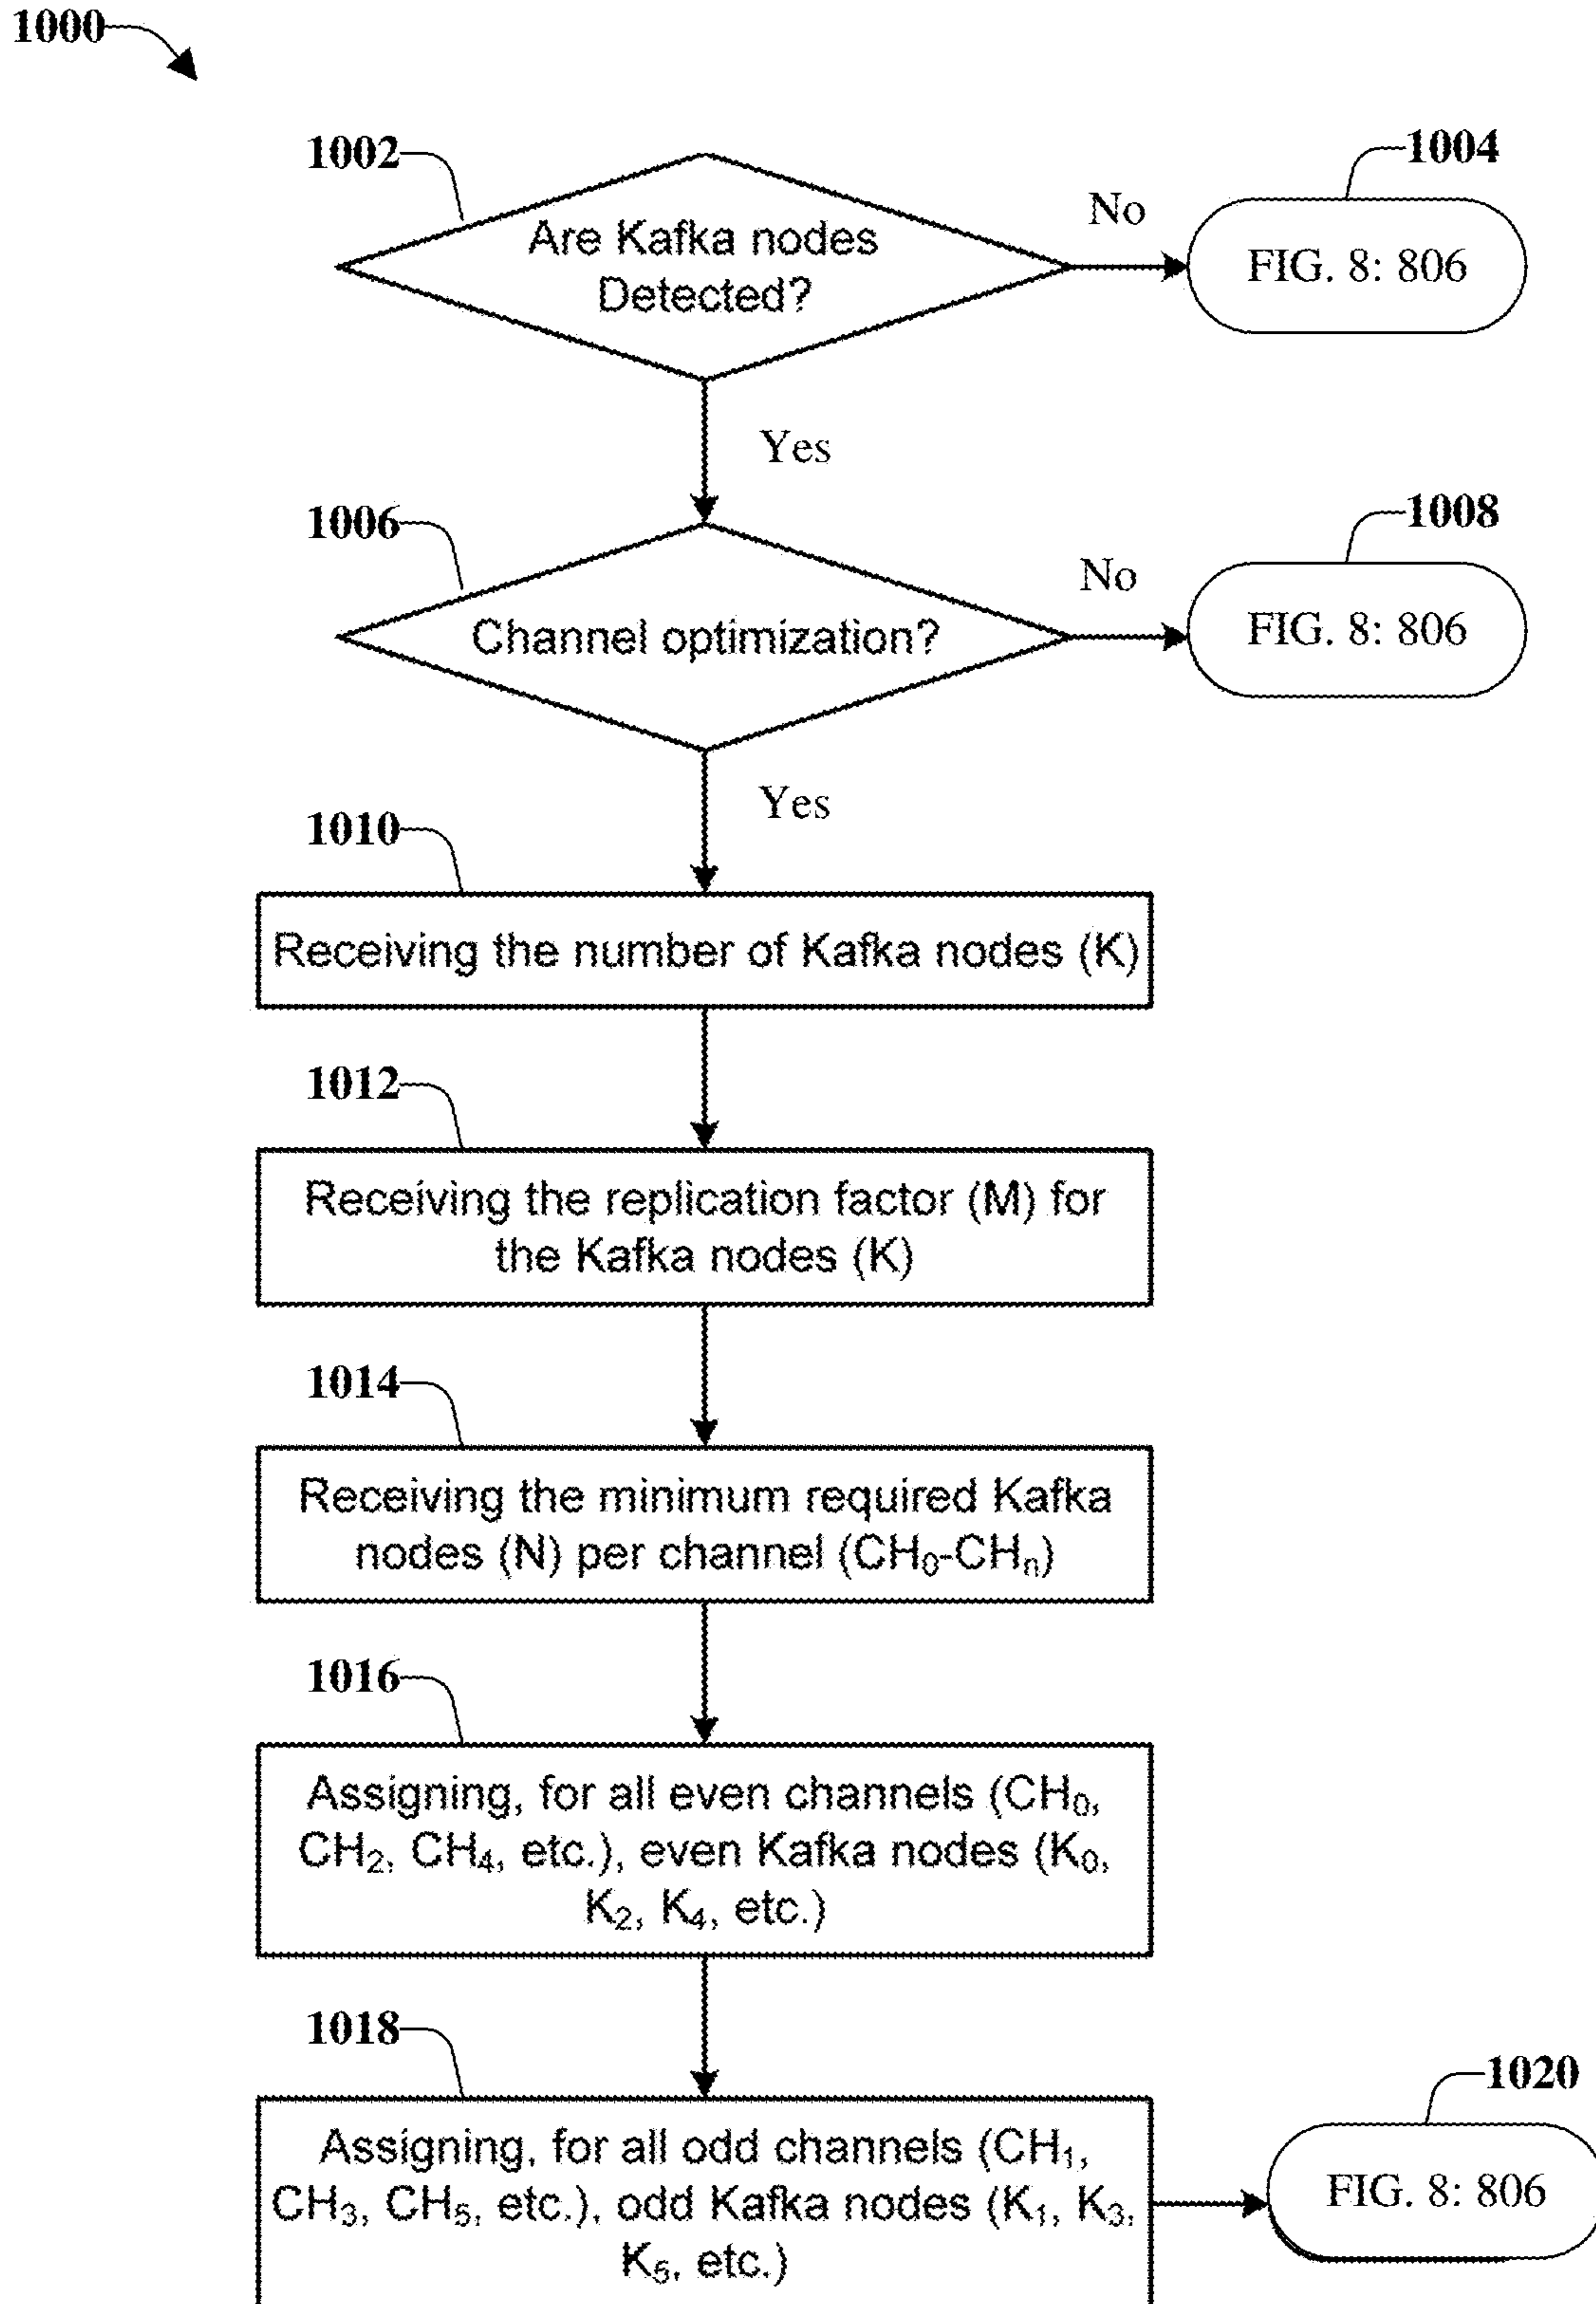 1000
1002
1004
Are Kafka nodes
Detected?
No
FIG. 8: 806
Yes
1006
1008
Channel optimization?
No
FIG. 8: 806
Yes
1010
Receiving the number of Kafka nodes (K)
1012
Receiving the replication factor (M) for
the Kafka nodes (K)
1014
Receiving the minimum required Kafka
nodes (N) per channel (CH₀-CHₙ)
1016
Assigning, for all even channels (CH₀,
CH₂, CH₄, etc.), even Kafka nodes (K₀,
K₂, K₄, etc.)
1018
1020
Assigning, for all odd channels (CH₁,
CH₃, CH₅, etc.), odd Kafka nodes (K₁, K₃,
K₅, etc.)
FIG. 8: 806